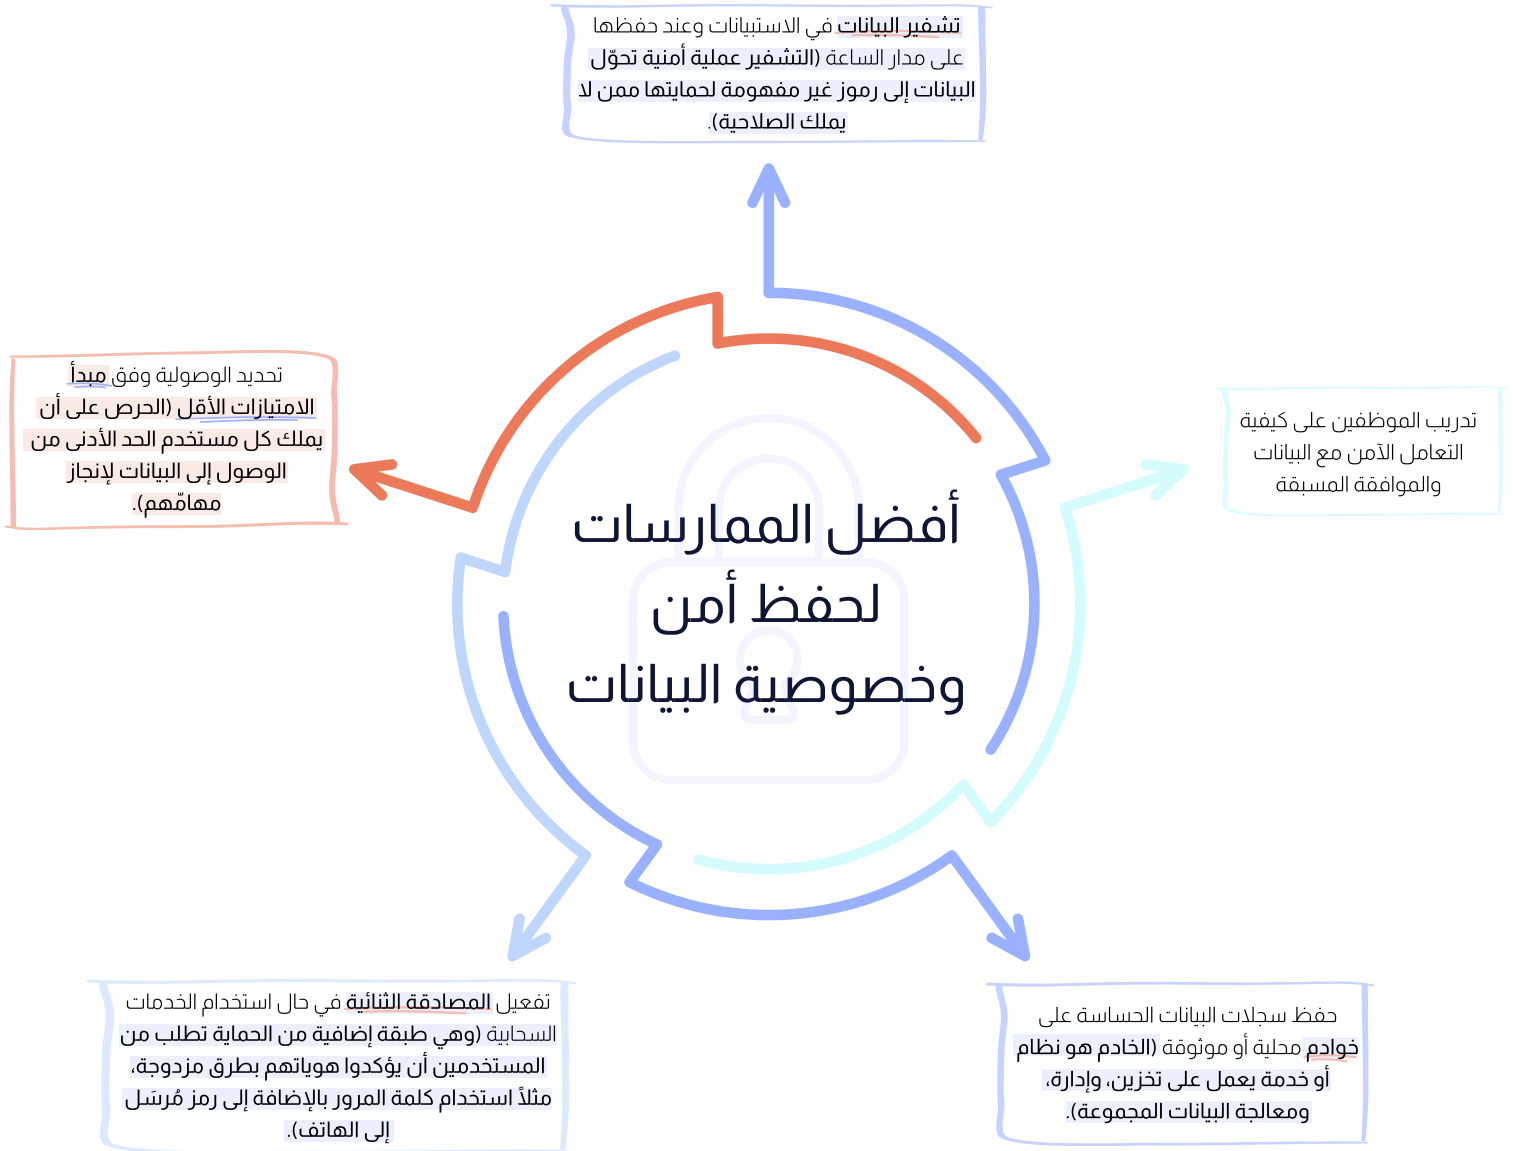 تشفير البيانات في الاستبيانات وعند حفظها
على مدار الساعة (التشفير عملية أمنية تحوّل
البيانات إلى رموز غير مفهومة لحمايتها ممن لا
يملك الصلاحية).
تدريب الموظفين على كيفية
التعامل الآمن مع البيانات
والموافقة المسبقة
تحديد الوصولية وفق مبدأ
الامتيازات الأقل (الحرص على أن
يملك كل مستخدم الحد الأدنى من
الوصول إلى البيانات لإنجاز
مهامّهم).
أفضل الممارسات
لحفظ أمن
وخصوصية البيانات
حفظ سجلات البيانات الحساسة على
خوادم محلية أو موثوقة (الخادم هو نظام
أو خدمة يعمل على تخزين، وإدارة،
ومعالجة البيانات المجموعة).
تفعيل المصادقة الثنائية في حال استخدام الخدمات
السحابية (وهي طبقة إضافية من الحماية تطلب من
المستخدمين أن يؤكدوا هوياتهم بطرق مزدوجة،
مثلًا استخدام كلمة المرور بالإضافة إلى رمز مُرسَل
إلى الهاتف).